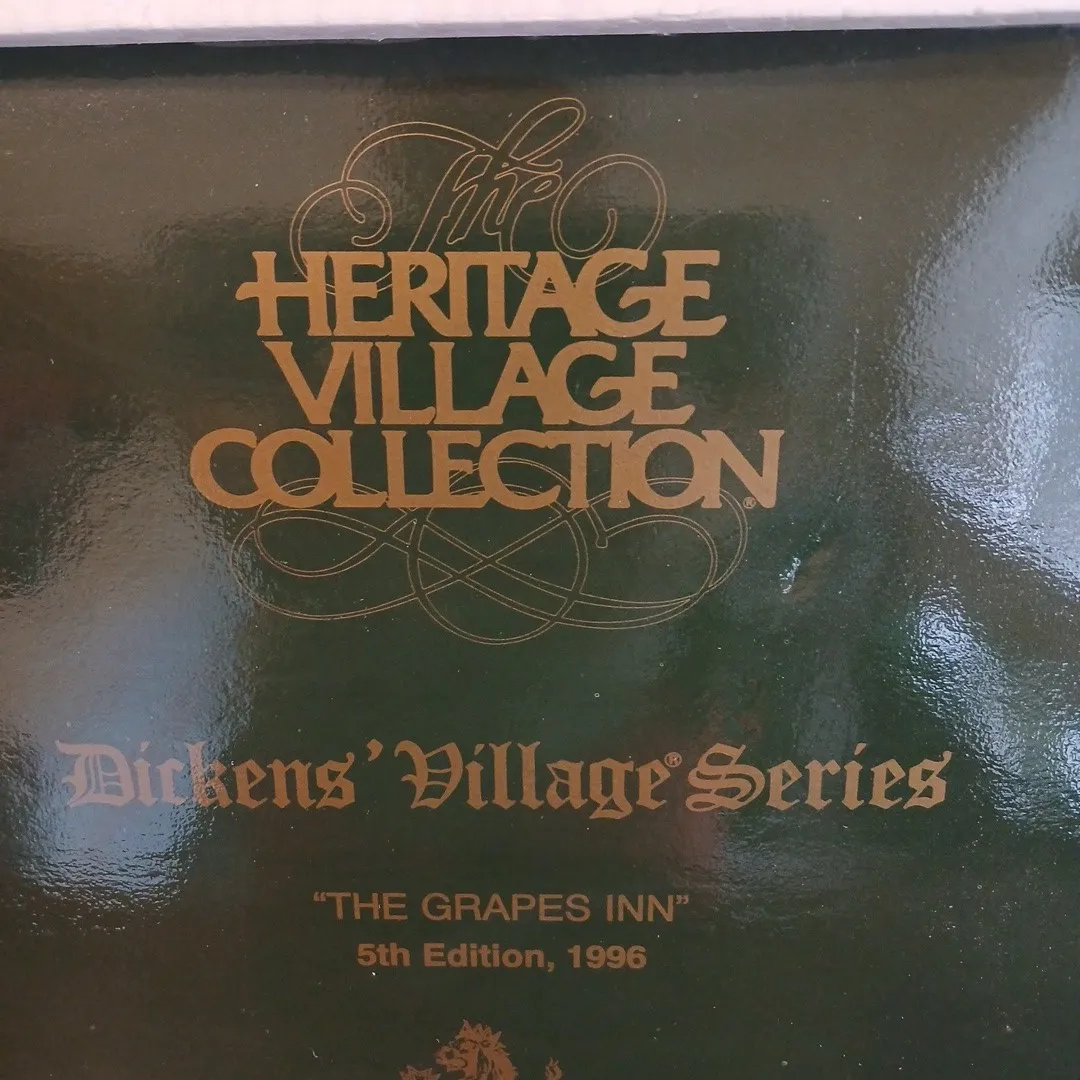 The
HERITAGE
VILLAGE
COLLECTION®
Dickens' Village® Series
“THE GRAPES INN”
5th Edition, 1996